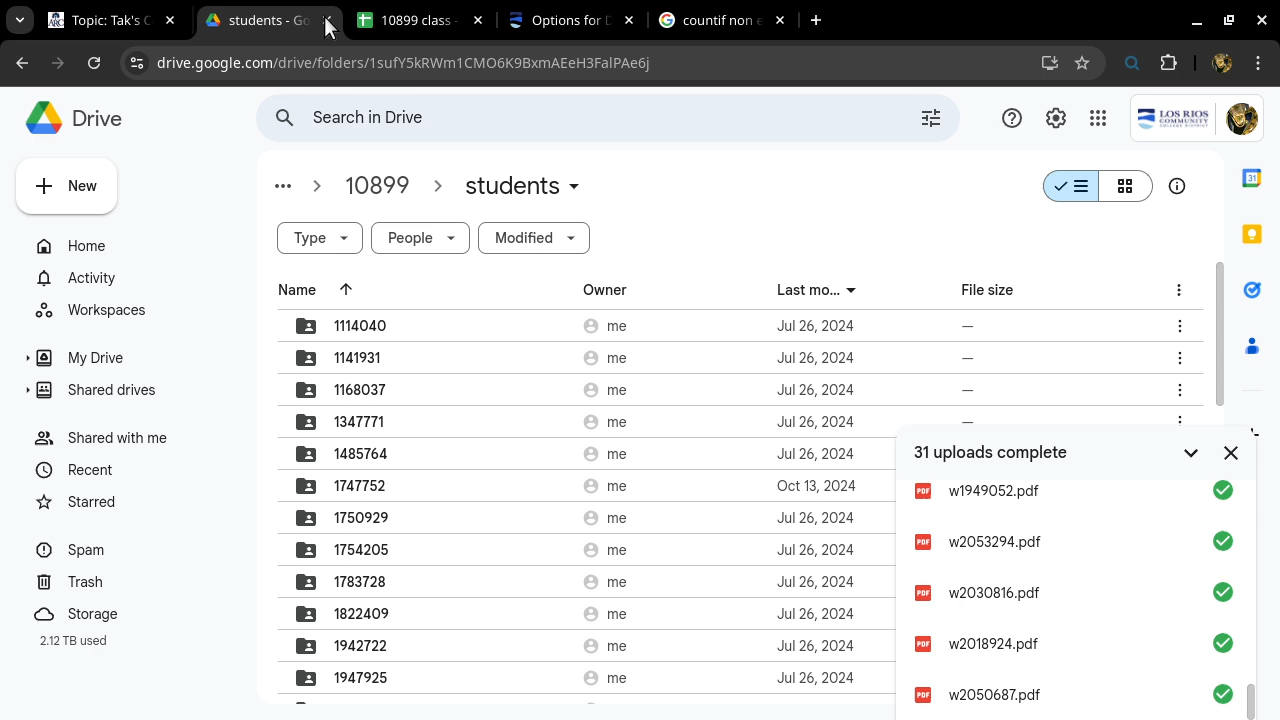 Topic: Tak's C
students - Go
10899 class -
Options for D
countif non e
drive.google.com/drive/folders/1sufY5kRWm1CMO6K9BxmAEeH3FalPAe6j
Drive
Search in Drive
LOS RIOS
COMMUNITY
COLLEGE DISTRICT
New
10899
students
31
Type
People
Modified
Home
Activity
Workspaces
My Drive
Shared drives
Shared with me
Recent
Starred
Spam
Trash
Storage
2.12 TB used
Name
Owner
Last mo...
File size
1114040 me Jul 26, 2024 —
1141931 me Jul 26, 2024 —
1168037 me Jul 26, 2024 —
1347771 me Jul 26, 2024 —
1485764 me Jul 26, 2024
1747752 me Oct 13, 2024
1750929 me Jul 26, 2024
1754205 me Jul 26, 2024
1783728 me Jul 26, 2024
1822409 me Jul 26, 2024
1942722 me Jul 26, 2024
1947925 me Jul 26, 2024
31 uploads complete
PDF w1949052.pdf
PDF w2053294.pdf
PDF w2030816.pdf
PDF w2018924.pdf
PDF w2050687.pdf